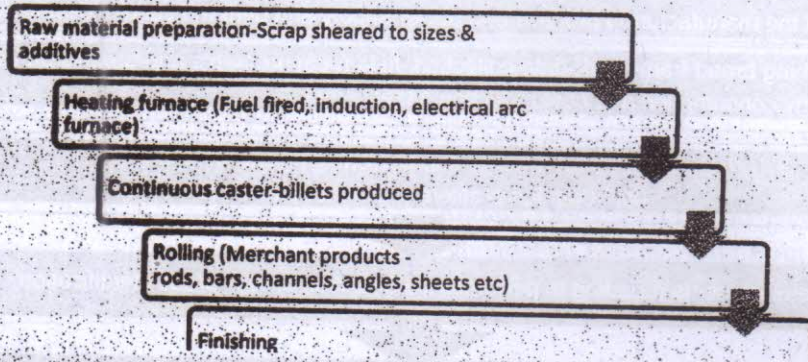 Raw material preparation-Scrap sheared to sizes &
additives
Heating furnace (Fuel fired, induction, electrical arc
furnace)
Continuous caster-billets produced
Rolling (Merchant products -
rods, bars, channels, angles, sheets etc)
Finishing